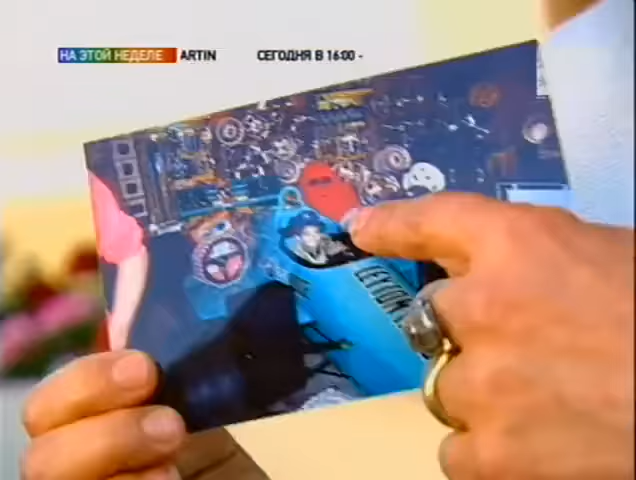 НА ЭТОЙ НЕДЕЛЕ ARTIN СЕГОДНЯ В 16:00 -